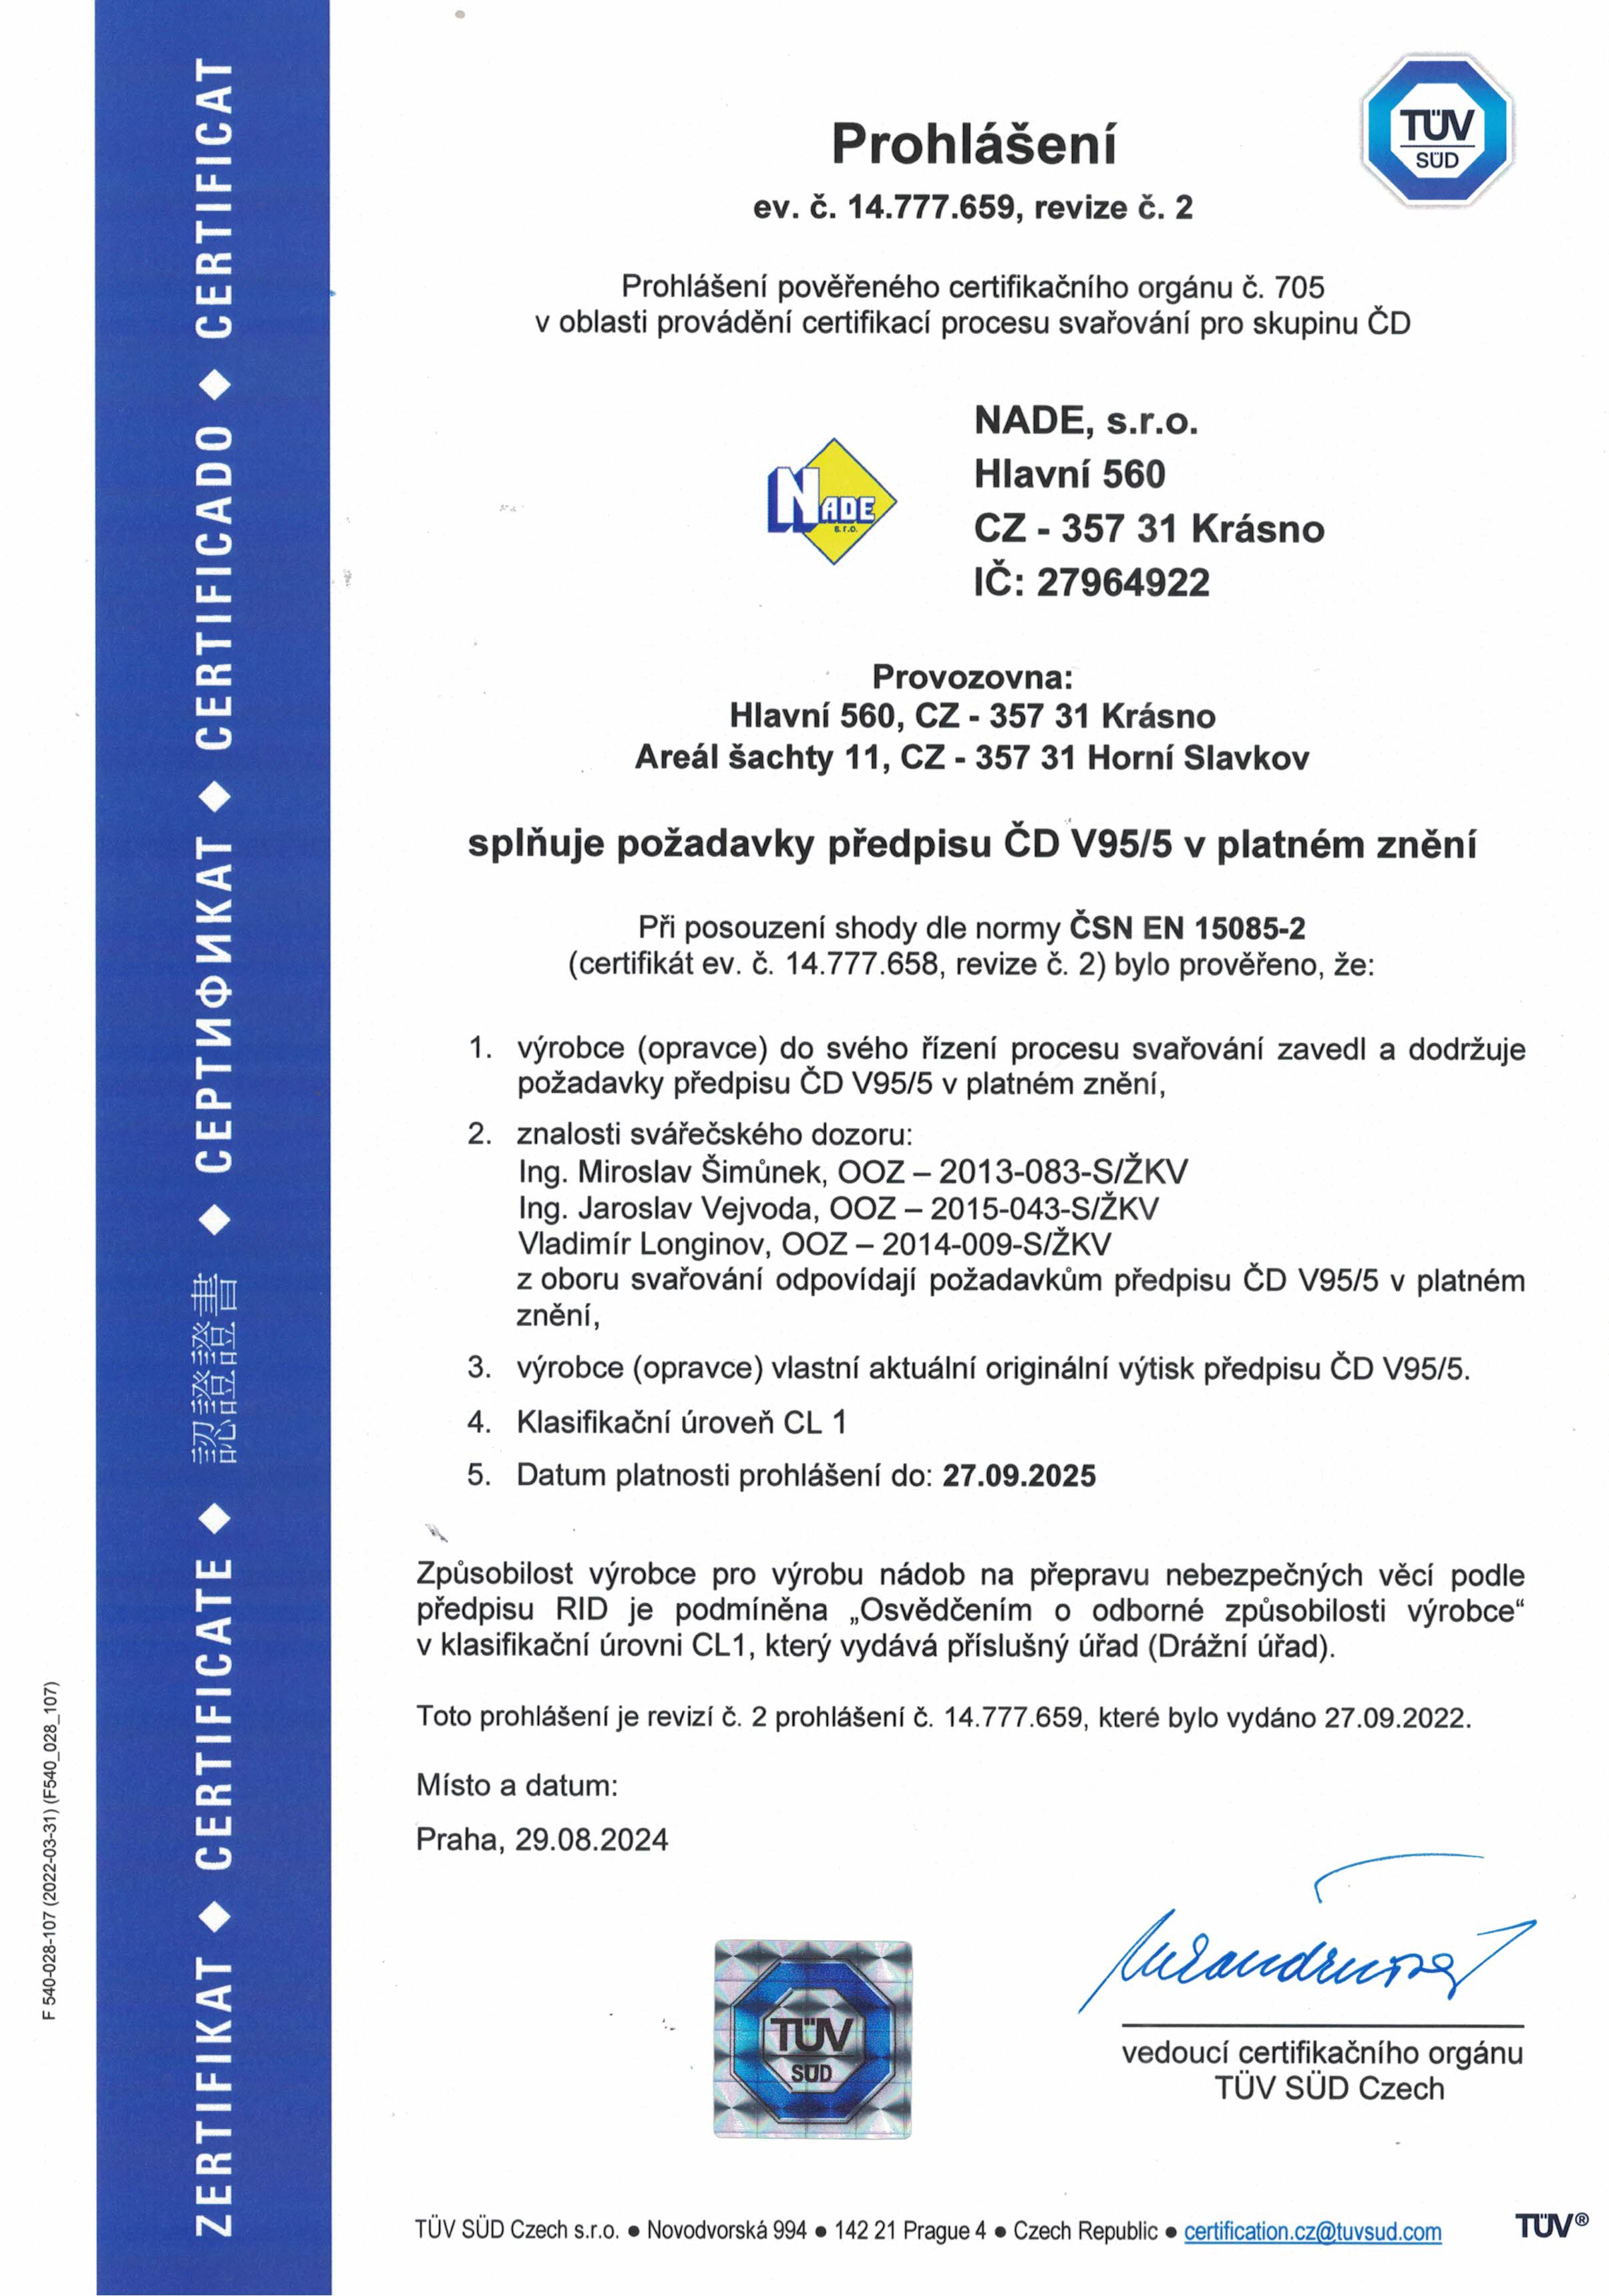 Prohlášení
ev. č. 14.777.659, revize č. 2
TÜV
SÜD
Prohlášení pověřeného certifikačního orgánu č. 705
v oblasti provádění certifikací procesu svařování pro skupinu ČD
NADE
s.r.o.
NADE, s.r.o.
Hlavní 560
CZ - 357 31 Krásno
IČ: 27964922
Provozovna:
Hlavní 560, CZ - 357 31 Krásno
Areál šachty 11, CZ - 357 31 Horní Slavkov
splňuje požadavky předpisu ČD V95/5 v platném znění
Při posouzení shody dle normy ČSN EN 15085-2
(certifikát ev. č. 14.777.658, revize č. 2) bylo prověřeno, že:
1. výrobce (opravce) do svého řízení procesu svařování zavedl a dodržuje
požadavky předpisu ČD V95/5 v platném znění,
2. znalosti svářečského dozoru:
Ing. Miroslav Šimůnek, OOZ – 2013-083-S/ŽKV
Ing. Jaroslav Vejvoda, OOZ – 2015-043-S/ŽKV
Vladimír Longinov, OOZ – 2014-009-S/ŽKV
z oboru svařování odpovídají požadavkům předpisu ČD V95/5 v platném
znění,
3. výrobce (opravce) vlastní aktuální originální výtisk předpisu ČD V95/5.
4. Klasifikační úroveň CL 1
5. Datum platnosti prohlášení do: 27.09.2025
Způsobilost výrobce pro výrobu nádob na přepravu nebezpečných věcí podle
předpisu RID je podmíněna „Osvědčením o odborné způsobilosti výrobce“
v klasifikační úrovni CL1, který vydává příslušný úřad (Drážní úřad).
Toto prohlášení je revizí č. 2 prohlášení č. 14.777.659, které bylo vydáno 27.09.2022.
Místo a datum:
Praha, 29.08.2024
TÜV
SÜD
vedoucí certifikačního orgánu
TÜV SÜD Czech
TÜV SÜD Czech s.r.o. ● Novodvorská 994 ● 142 21 Prague 4 ● Czech Republic ● certification.cz@tuvsud.com
TÜV®
ZERTIFIKAT ◆ CERTIFICATE ◆ 認證證書 ◆ СЕРТИФИКАТ ◆ CERTIFICADO ◆ CERTIFICAT
F 540-028-107 (2022-03-31) (F540_028_107)